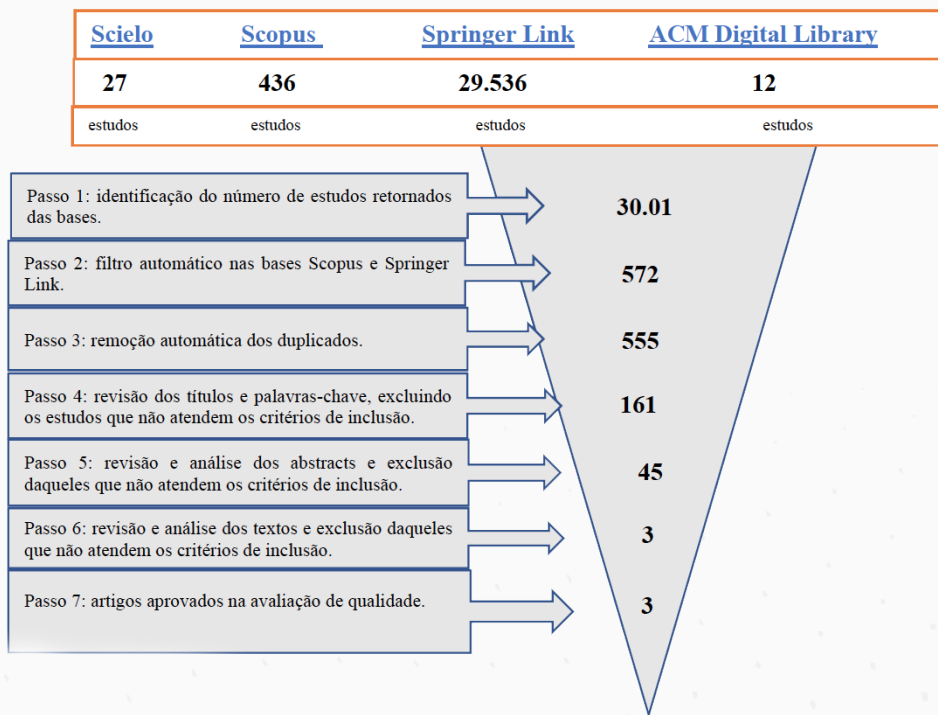 Scielo Scopus Springer Link ACM Digital Library
27 436 29.536 12
estudos estudos estudos estudos
Passo 1: identificação do número de estudos retornados
das bases.
30.01
Passo 2: filtro automático nas bases Scopus e Springer
Link.
572
Passo 3: remoção automática dos duplicados.
555
Passo 4: revisão dos títulos e palavras-chave, excluindo
os estudos que não atendem os critérios de inclusão.
161
Passo 5: revisão e análise dos abstracts e exclusão
daqueles que não atendem os critérios de inclusão.
45
Passo 6: revisão e análise dos textos e exclusão daqueles
que não atendem os critérios de inclusão.
3
Passo 7: artigos aprovados na avaliação de qualidade.
3